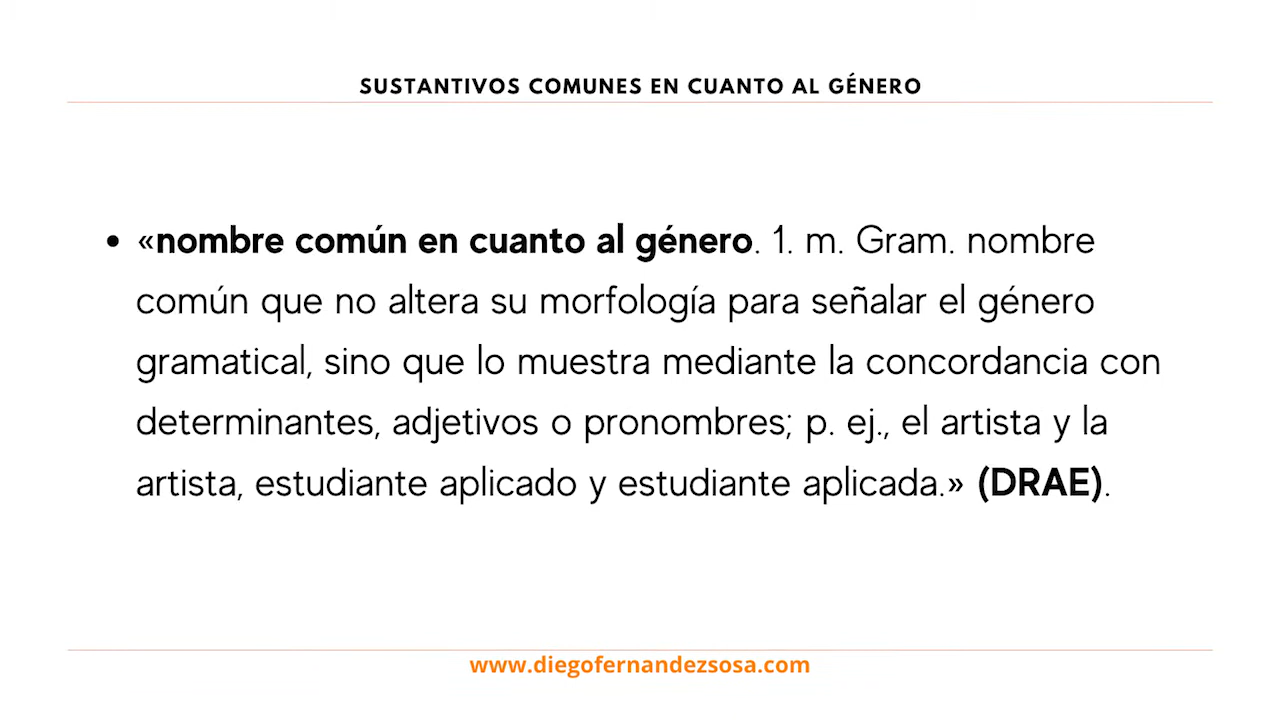 SUSTANTIVOS COMUNES EN CUANTO AL GÉNERO
• «nombre común en cuanto al género. 1. m. Gram. nombre
común que no altera su morfología para señalar el género
gramatical, sino que lo muestra mediante la concordancia con
determinantes, adjetivos o pronombres; p. ej., el artista y la
artista, estudiante aplicado y estudiante aplicada.» (DRAE).
www.diegofernandezsosa.com